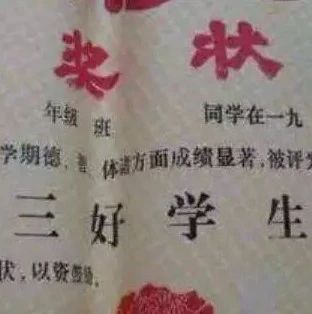 奖状
年级 班 同学在一九
学期德、智、体诸方面成绩显著,被评为
三好学生
状,以资鼓励。